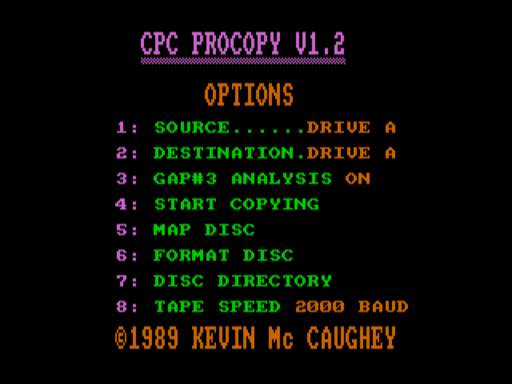 CPC PROCOPY V1.2
OPTIONS
1: SOURCE......DRIVE A
2: DESTINATION.DRIVE A
3: GAP#3 ANALYSIS ON
4: START COPYING
5: MAP DISC
6: FORMAT DISC
7: DISC DIRECTORY
8: TAPE SPEED 2000 BAUD
©1989 KEVIN Mc CAUGHEY